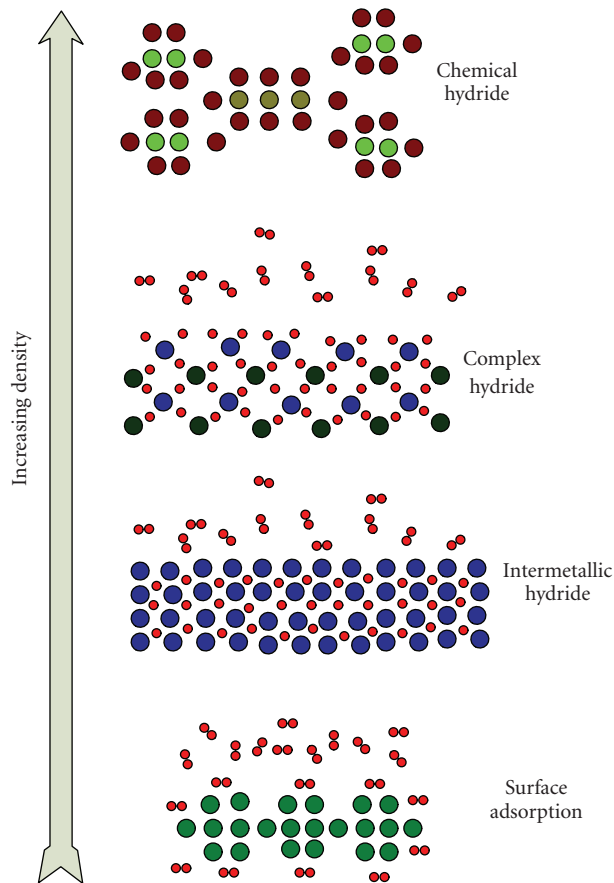 Chemical
hydride
Complex
hydride
Increasing density
Intermetallic
hydride
Surface
adsorption